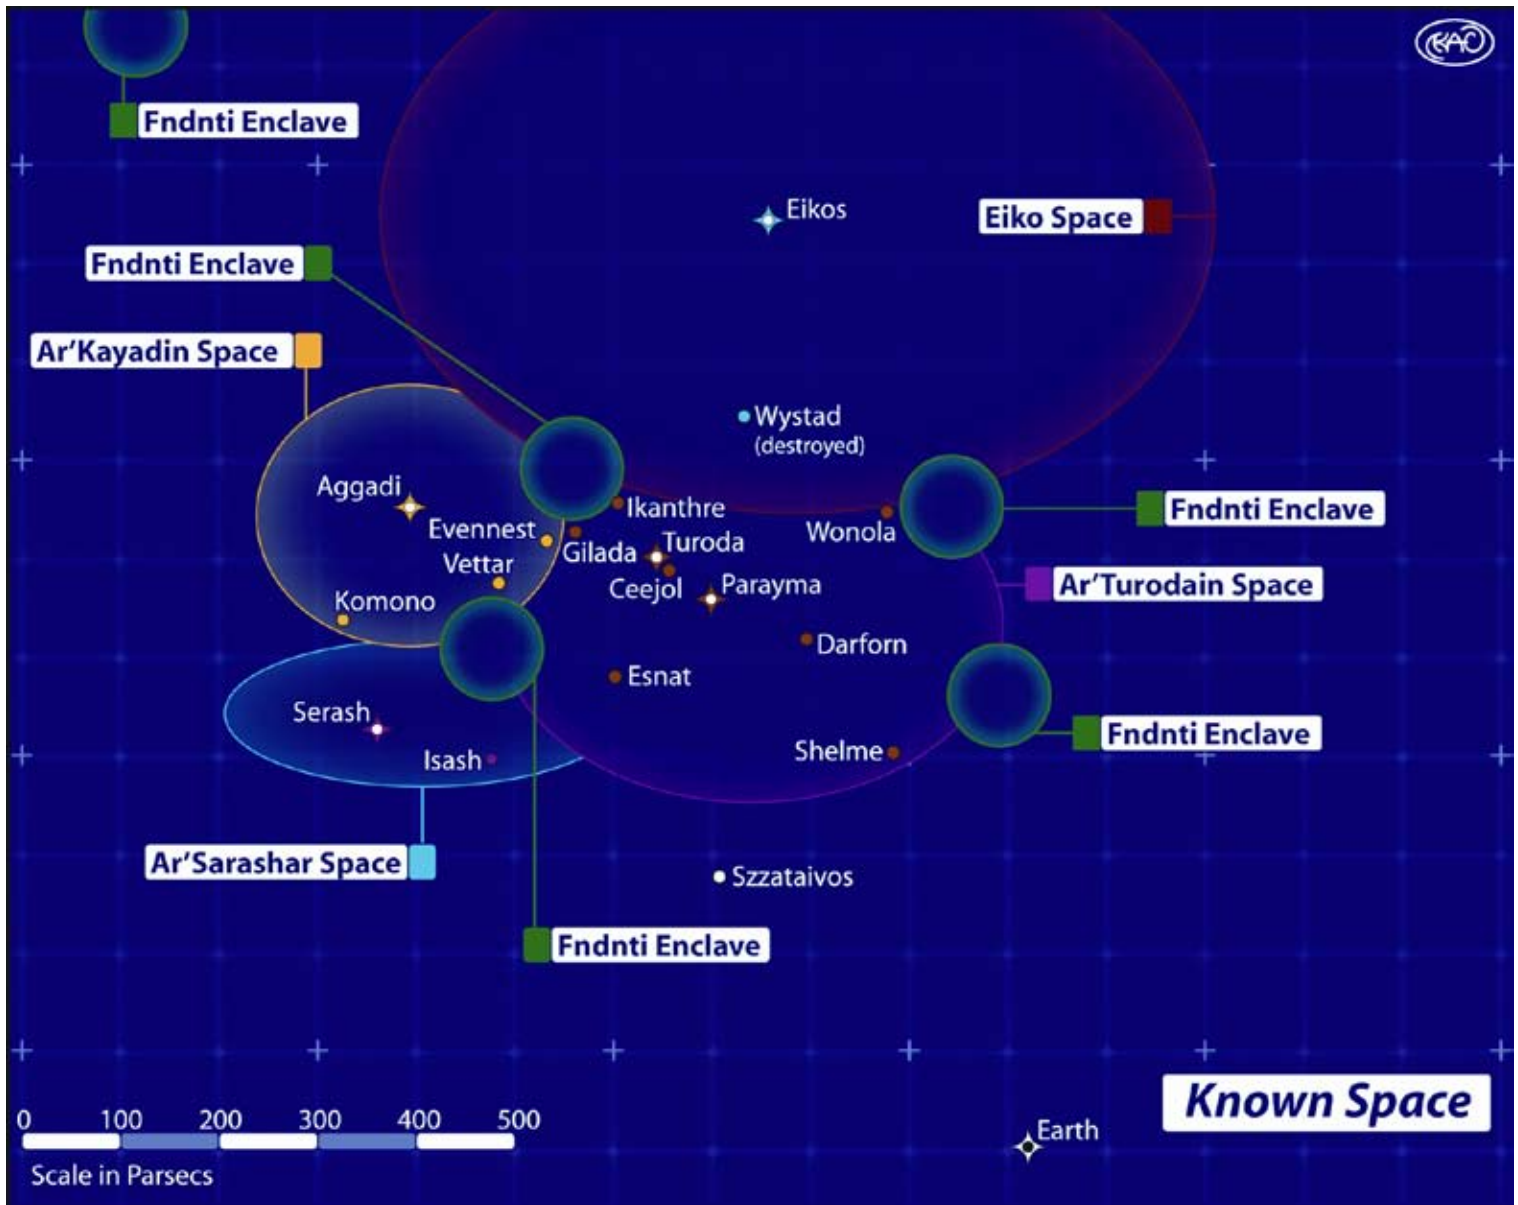 KAC
Fndnti Enclave
Eikos
Eiko Space
Fndnti Enclave
Ar'Kayadin Space
Wystad
(destroyed)
Aggadi
Ikanthre
Fndnti Enclave
Evennest
Gilada
Turoda
Wonola
Vettar
Ceejol
Parayma
Ar'Turodain Space
Komono
Darforn
Esnat
Serash
Fndnti Enclave
Isash
Shelme
Ar'Sarashar Space
Szzataivos
Fndnti Enclave
Known Space
0 100 200 300 400 500
Earth
Scale in Parsecs